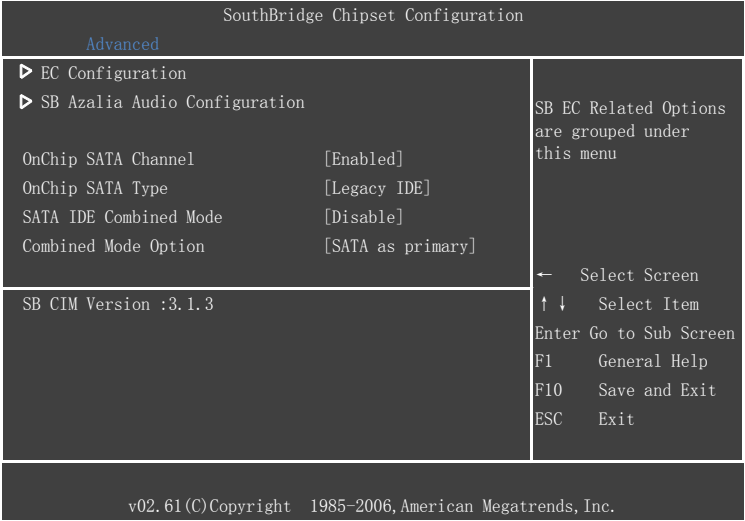 SouthBridge Chipset Configuration
Advanced
EC Configuration
SB Azalia Audio Configuration
OnChip SATA Channel [Enabled]
OnChip SATA Type [Legacy IDE]
SATA IDE Combined Mode [Disable]
Combined Mode Option [SATA as primary]
SB CIM Version :3.1.3
SB EC Related Options
are grouped under
this menu
← Select Screen
↑↓ Select Item
Enter Go to Sub Screen
F1 General Help
F10 Save and Exit
ESC Exit
v02.61(C)Copyright 1985-2006,American Megatrends,Inc.